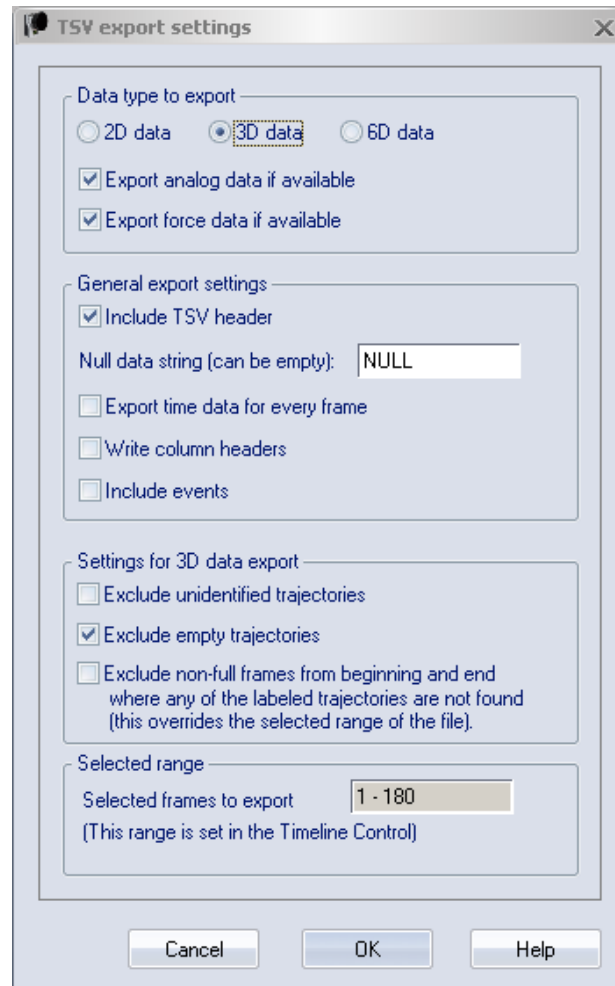 TSV export settings
Data type to export
2D data 3D data 6D data
Export analog data if available
Export force data if available
General export settings
Include TSV header
Null data string (can be empty): NULL
Export time data for every frame
Write column headers
Include events
Settings for 3D data export
Exclude unidentified trajectories
Exclude empty trajectories
Exclude non-full frames from beginning and end
where any of the labeled trajectories are not found
(this overrides the selected range of the file).
Selected range
Selected frames to export 1 - 180
(This range is set in the Timeline Control)
Cancel OK Help